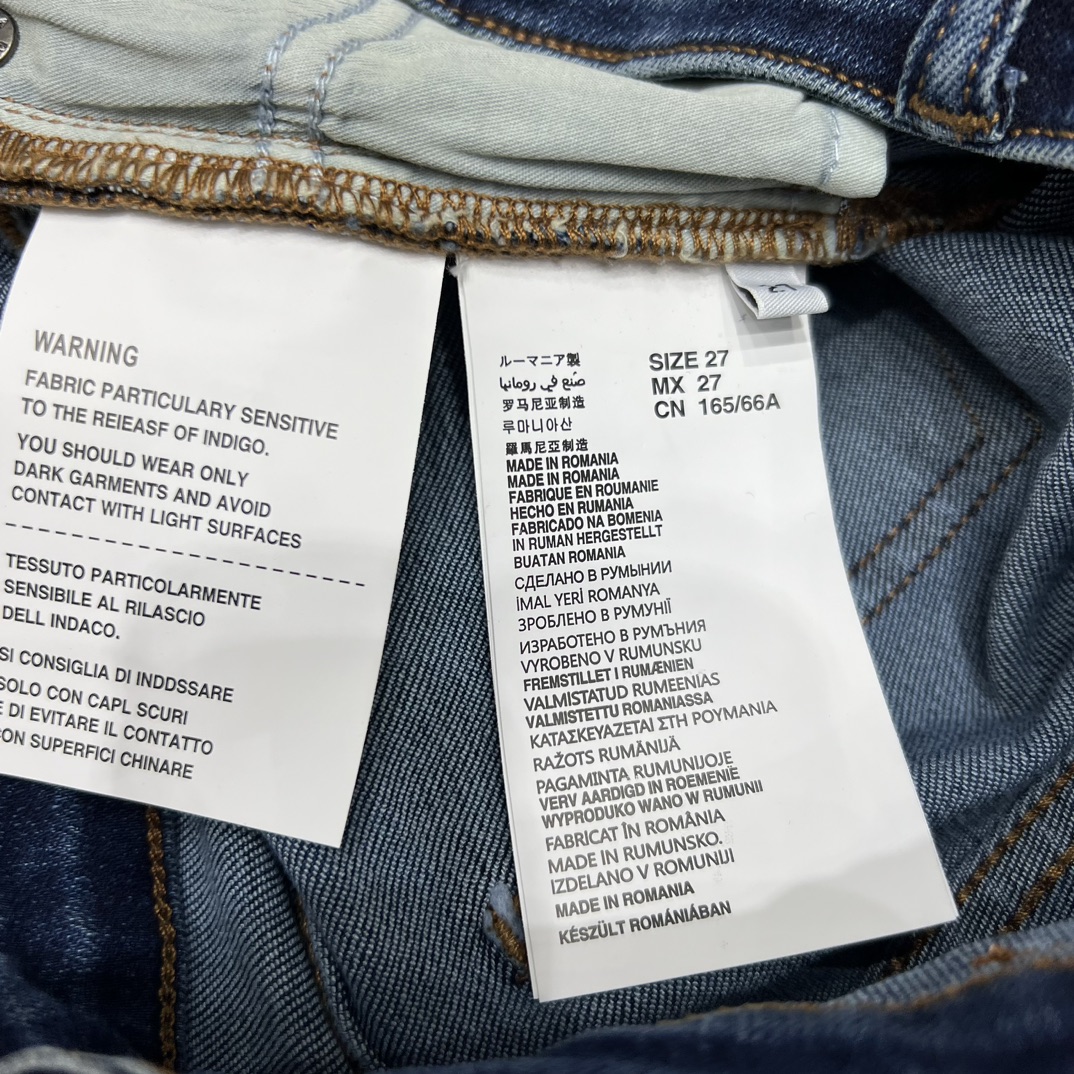 WARNING
FABRIC PARTICULARY SENSITIVE
TO THE REIEASF OF INDIGO.
YOU SHOULD WEAR ONLY
DARK GARMENTS AND AVOID
CONTACT WITH LIGHT SURFACES
TESSUTO PARTICOLARMENTE
SENSIBILE AL RILASCIO
DELL INDACO.
SI CONSIGLIA DI INDDSSARE
SOLO CON CAPL SCURI
E DI EVITARE IL CONTATTO
CON SUPERFICI CHINARE
ルーマニア製
صنع في رومانيا
罗马尼亚制造
루마니아산
羅馬尼亞制造
MADE IN ROMANIA
MADE IN ROMANIA
FABRIQUE EN ROUMANIE
HECHO EN RUMANIA
FABRICADO NA BOMENIA
IN RUMAN HERGESTELLT
BUATAN ROMANIA
СДЕЛАНО В РУМЫНИИ
İMAL YERİ ROMANYA
ЗРОБЛЕНО В РУМУНІЇ
ИЗРАБОТЕНО В РУМЪНИЯ
VYROBENO V RUMUNSKU
FREMSTILLET I RUMÆNIEN
VALMISTATUD RUMEENIAS
VALMISTETTU ROMANIASSA
ΚΑΤΑΣΚΕΥΑΖΕΤΑΙ ΣΤΗ ΡΟΥΜΑΝΙΑ
RAŽOTS RUMĀNIJĀ
PAGAMINTA RUMUNIJOJE
VERV AARDIGD IN ROEMENIË
WYPRODUKO WANO W RUMUNII
FABRICAT ÎN ROMÂNIA
MADE IN RUMUNSKO.
IZDELANO V ROMUNIJI
MADE IN ROMANIA
KÉSZÜLT ROMÁNIÁBAN
SIZE 27
MX 27
CN 165/66A